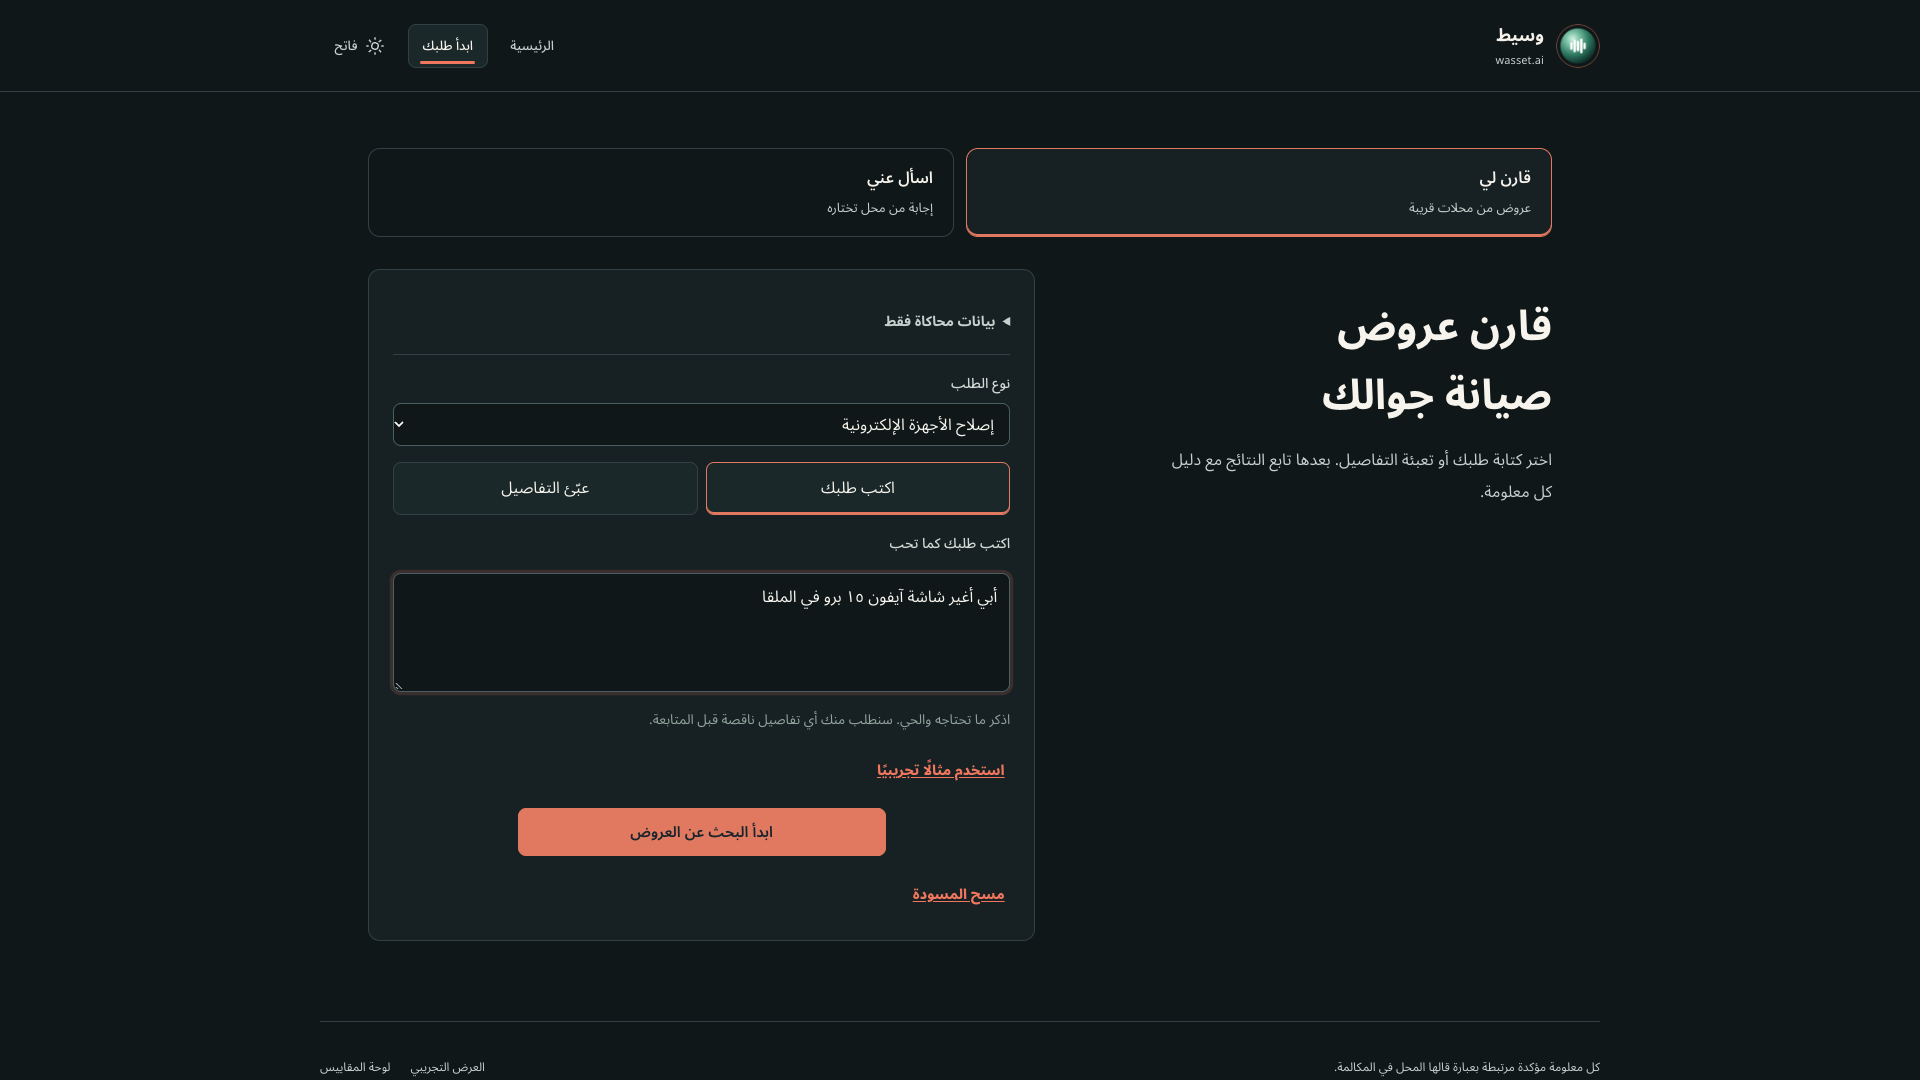 وسيط
wasset.ai
الرئيسية
ابدأ طلبك
فاتح
قارن لي
عروض من محلات قريبة
اسأل عني
إجابة من محل تختاره
قارن عروض
صيانة جوالك
اختر كتابة طلبك أو تعبئة التفاصيل. بعدها تابع النتائج مع دليل
كل معلومة.
بيانات محاكاة فقط
نوع الطلب
إصلاح الأجهزة الإلكترونية
اكتب طلبك
عبّئ التفاصيل
اكتب طلبك كما تحب
أبي أغير شاشة آيفون ١٥ برو في الملقا
اذكر ما تحتاجه والحي. سنطلب منك أي تفاصيل ناقصة قبل المتابعة.
استخدم مثالًا تجريبيًا
ابدأ البحث عن العروض
مسح المسودة
كل معلومة مؤكدة مرتبطة بعبارة قالها المحل في المكالمة.
العرض التجريبي
لوحة المقاييس